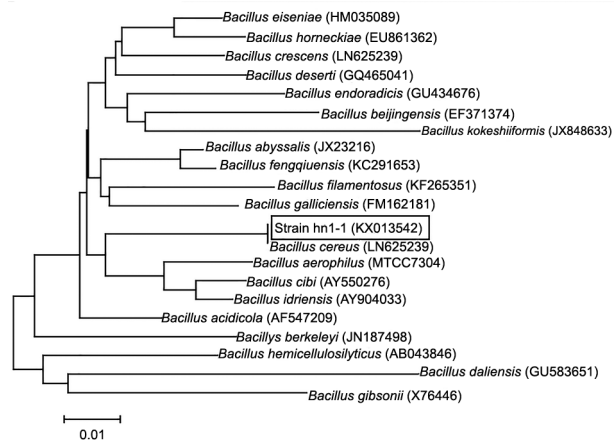 Bacillus eiseniae (HM035089)
Bacillus horneckiae (EU861362)
Bacillus crescens (LN625239)
Bacillus deserti (GQ465041)
Bacillus endoradicis (GU434676)
Bacillus beijingensis (EF371374)
Bacillus kokeshiiformis (JX848633)
Bacillus abyssalis (JX23216)
Bacillus fengqiuensis (KC291653)
Bacillus filamentosus (KF265351)
Bacillus galliciensis (FM162181)
Strain hn1-1 (KX013542)
Bacillus cereus (LN625239)
Bacillus aerophilus (MTCC7304)
Bacillus cibi (AY550276)
Bacillus idriensis (AY904033)
Bacillus acidicola (AF547209)
Bacillys berkeleyi (JN187498)
Bacillus hemicellulosilyticus (AB043846)
Bacillus daliensis (GU583651)
Bacillus gibsonii (X76446)
0.01